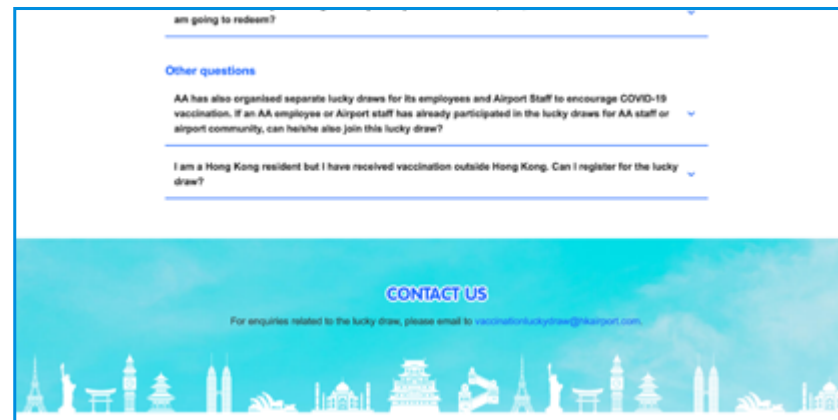 am going to redeem?
Other questions
AA has also organised separate lucky draws for its employees and Airport Staff to encourage COVID-19
vaccination. If an AA employee or Airport staff has already participated in the lucky draws for AA staff or
airport community, can he/she also join this lucky draw?
I am a Hong Kong resident but I have received vaccination outside Hong Kong. Can I register for the lucky
draw?
CONTACT US
For enquiries related to the lucky draw, please email to vaccinationluckydraw@hkairport.com.